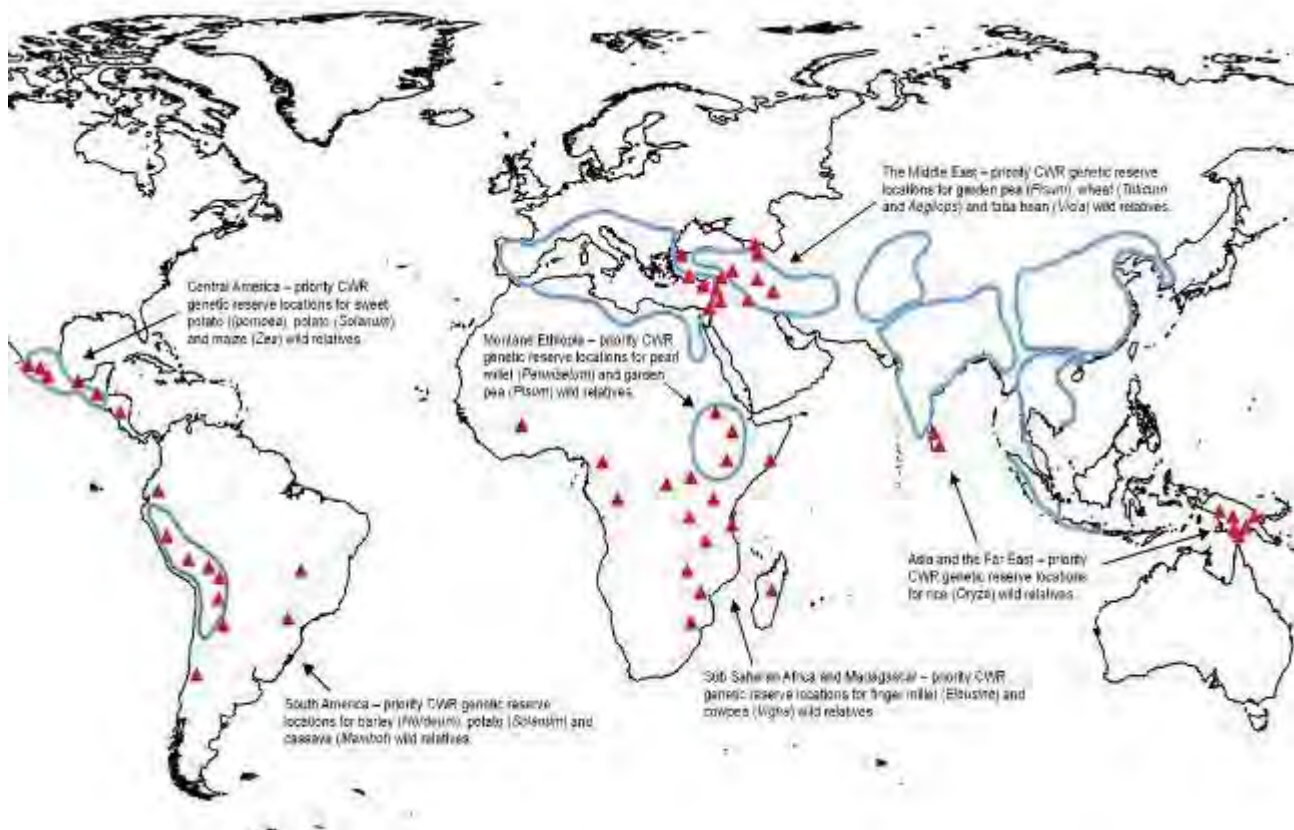 The Middle East – priority CWR genetic reserve
locations for garden pea (Pisum), wheat (Triticum
and Aegilops) and faba bean (Vicia) wild relatives.
Central America – priority CWR
genetic reserve locations for sweet
potato (Ipomoea), potato (Solanum)
and maize (Zea) wild relatives.
Montane Ethiopia – priority CWR
genetic reserve locations for pearl
millet (Pennisetum) and garden
pea (Pisum) wild relatives.
Asia and the Far East – priority
CWR genetic reserve locations
for rice (Oryza) wild relatives.
Sub Saharan Africa and Madagascar – priority CWR
genetic reserve locations for finger millet (Eleusine) and
cowpea (Vigna) wild relatives.
South America – priority CWR genetic reserve
locations for barley (Hordeum), potato (Solanum) and
cassava (Manihot) wild relatives.